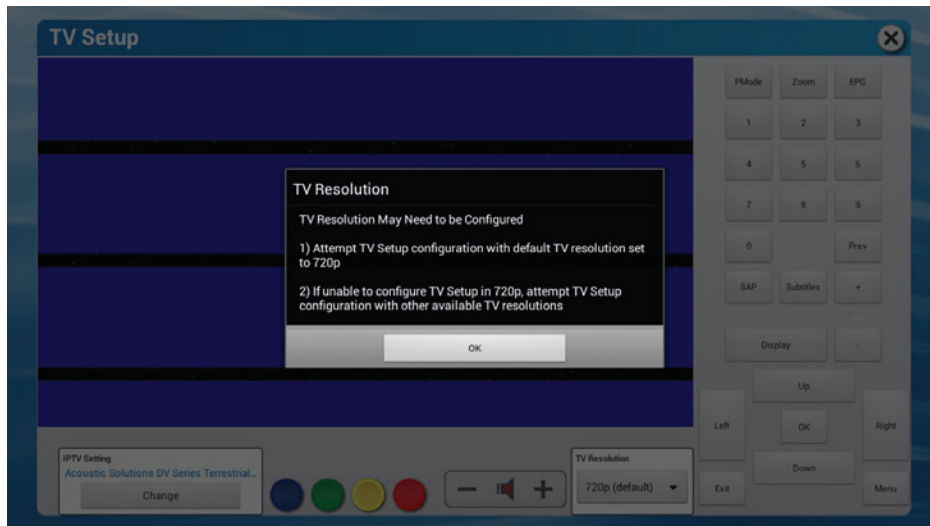 TV Setup
PMode Zoom EPG
1 2 3
4 5 6
7 8 9
0 Prev
SAP Subtitles +
CH
Display -
Up
Left OK Right
Down
Exit Menu
TV Resolution
TV Resolution May Need to be Configured
1) Attempt TV Setup configuration with default TV resolution set
to 720p
2) If unable to configure TV Setup in 720p, attempt TV Setup
configuration with other available TV resolutions
OK
IPTV Setting
Acoustic Solutions DV Series Terrestrial...
Change
− +
TV Resolution
720p (default)